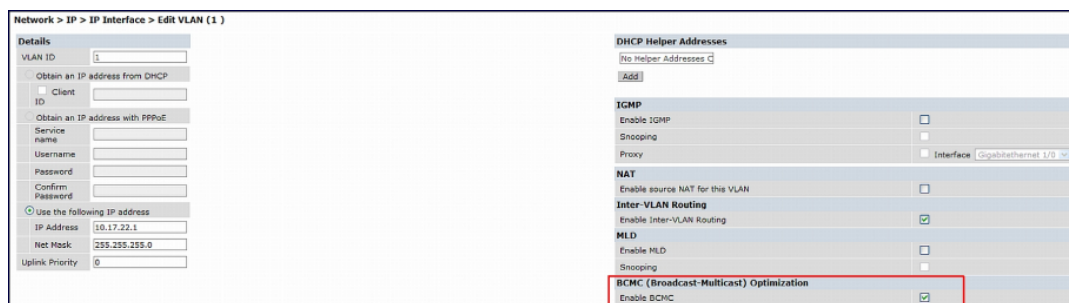 Network > IP > IP Interface > Edit VLAN (1 )
Details
VLAN ID 1
Obtain an IP address from DHCP
Client ID
Obtain an IP address with PPPoE
Service name
Username
Password
Confirm Password
Use the following IP address
IP Address 10.17.22.1
Net Mask 255.255.255.0
Uplink Priority 0
DHCP Helper Addresses
No Helper Addresses C
Add
IGMP
Enable IGMP
Snooping
Proxy Interface Gigabitethernet 1/0
NAT
Enable source NAT for this VLAN
Inter-VLAN Routing
Enable Inter-VLAN Routing
MLD
Enable MLD
Snooping
BCMC (Broadcast-Multicast) Optimization
Enable BCMC